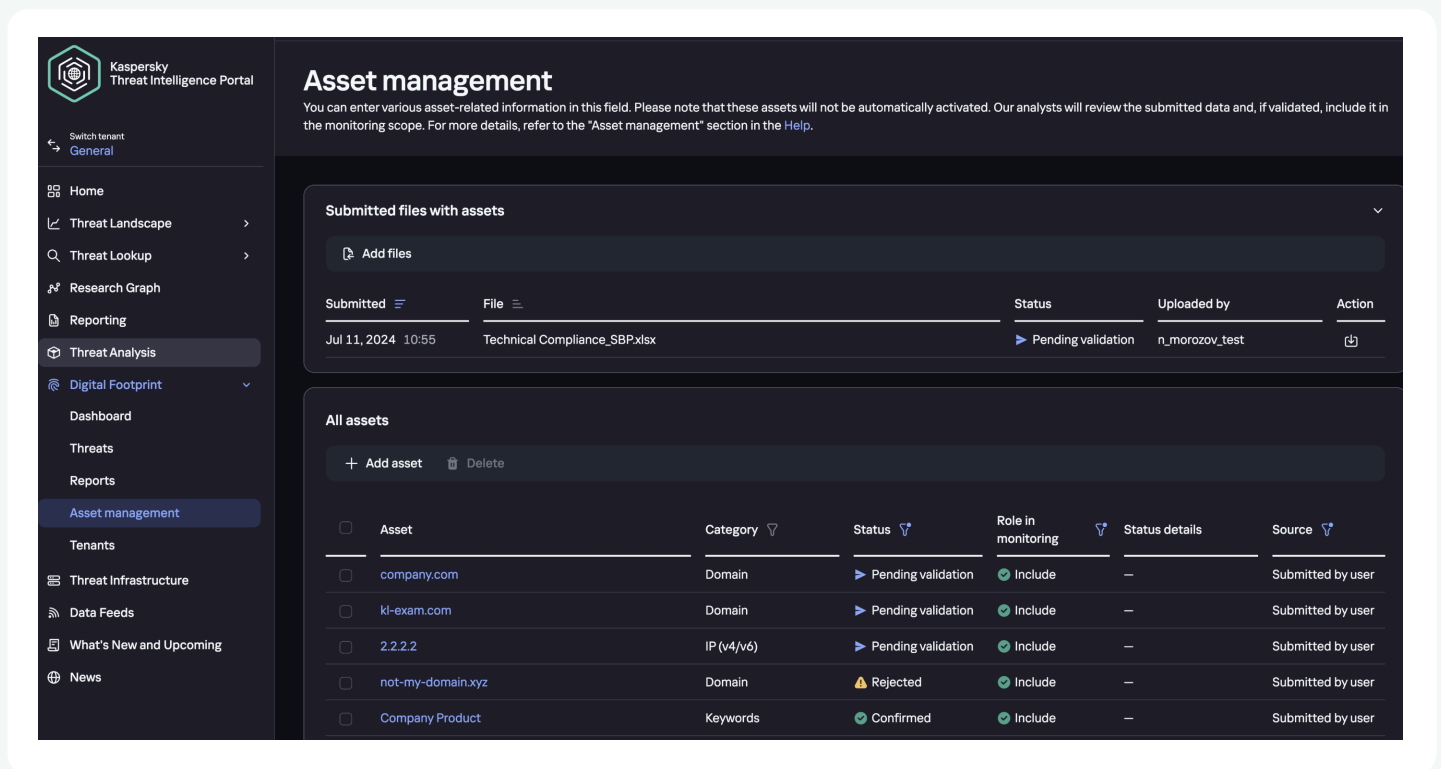 Kaspersky
Threat Intelligence Portal
Switch tenant
General
Home
Threat Landscape
Threat Lookup
Research Graph
Reporting
Threat Analysis
Digital Footprint
Dashboard
Threats
Reports
Asset management
Tenants
Threat Infrastructure
Data Feeds
What's New and Upcoming
News
Asset management
You can enter various asset-related information in this field. Please note that these assets will not be automatically activated. Our analysts will review the submitted data and, if validated, include it in
the monitoring scope. For more details, refer to the "Asset management" section in the Help.
Submitted files with assets
Add files
Submitted File Status Uploaded by Action
Jul 11, 2024 10:55 Technical Compliance_SBP.xlsx Pending validation n_morozov_test
All assets
Add asset Delete
Asset Category Status Role in monitoring Status details Source
company.com Domain Pending validation Include — Submitted by user
kl-exam.com Domain Pending validation Include — Submitted by user
2.2.2.2 IP (v4/v6) Pending validation Include — Submitted by user
not-my-domain.xyz Domain Rejected Include — Submitted by user
Company Product Keywords Confirmed Include — Submitted by user